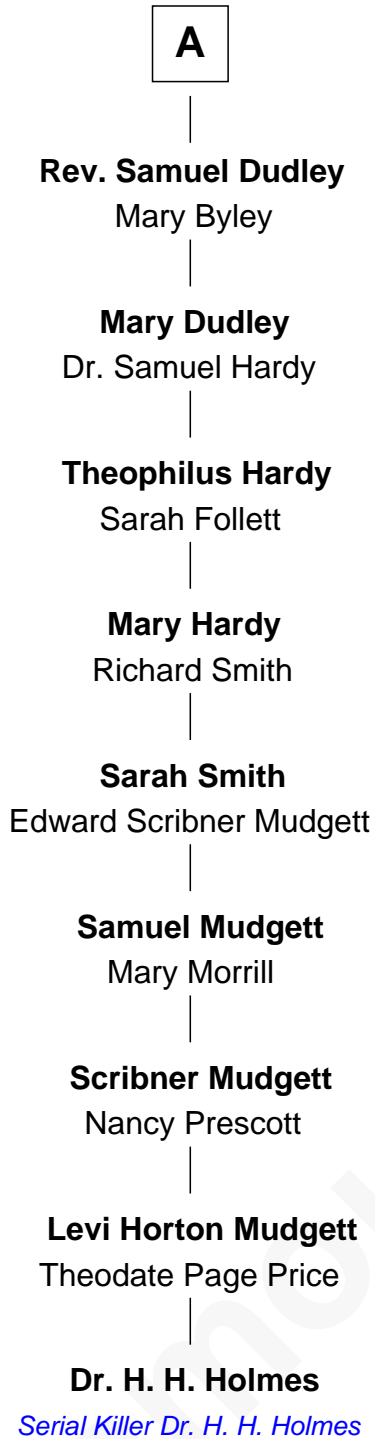 A
Rev. Samuel Dudley
Mary Byley
Mary Dudley
Dr. Samuel Hardy
Theophilus Hardy
Sarah Follett
Mary Hardy
Richard Smith
Sarah Smith
Edward Scribner Mudgett
Samuel Mudgett
Mary Morrill
Scribner Mudgett
Nancy Prescott
Levi Horton Mudgett
Theodate Page Price
Dr. H. H. Holmes
Serial Killer Dr. H. H. Holmes